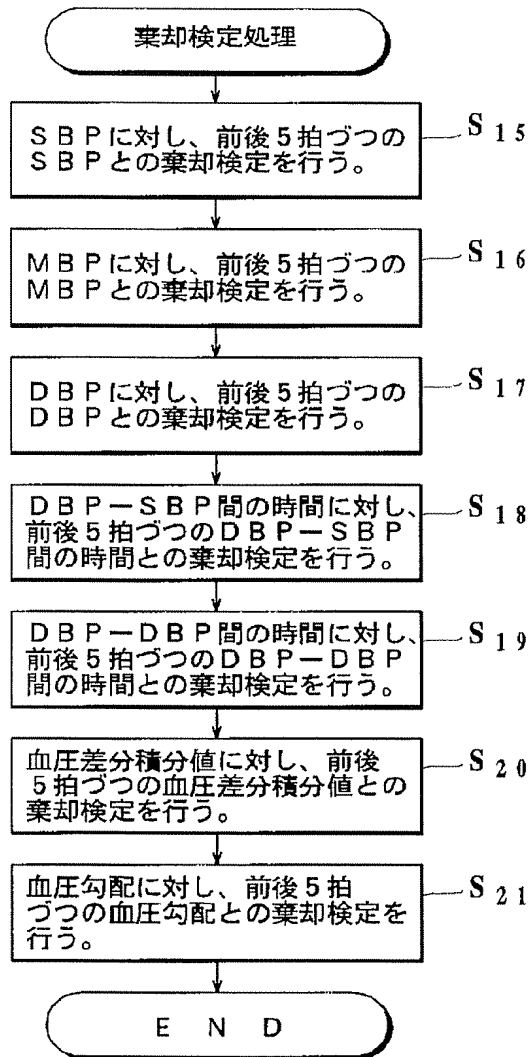 棄却検定処理
SBPに対し、前後5拍づつの
SBPとの棄却検定を行う。
S15
MBPに対し、前後5拍づつの
MBPとの棄却検定を行う。
S16
DBPに対し、前後5拍づつの
DBPとの棄却検定を行う。
S17
DBP−SBP間の時間に対し、
前後5拍づつのDBP−SBP
間の時間との棄却検定を行う。
S18
DBP−DBP間の時間に対し、
前後5拍づつのDBP−DBP
間の時間との棄却検定を行う。
S19
血圧差分積分値に対し、前後
5拍づつの血圧差分積分値との
棄却検定を行う。
S20
血圧勾配に対し、前後5拍
づつの血圧勾配との棄却検定を
行う。
S21
END